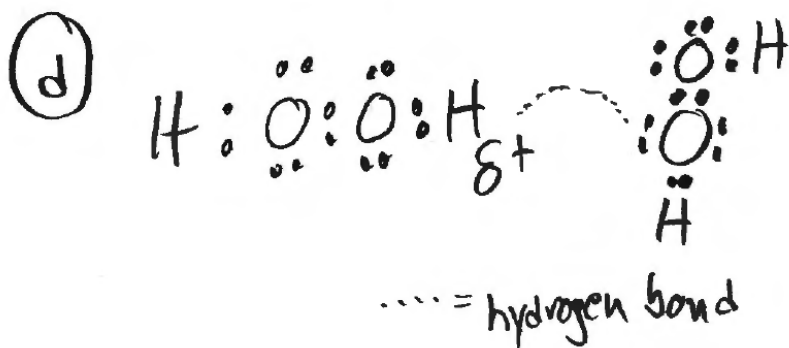 d
:O:H
H:O:O:H δ+ :O:
H
.... = hydrogen bond